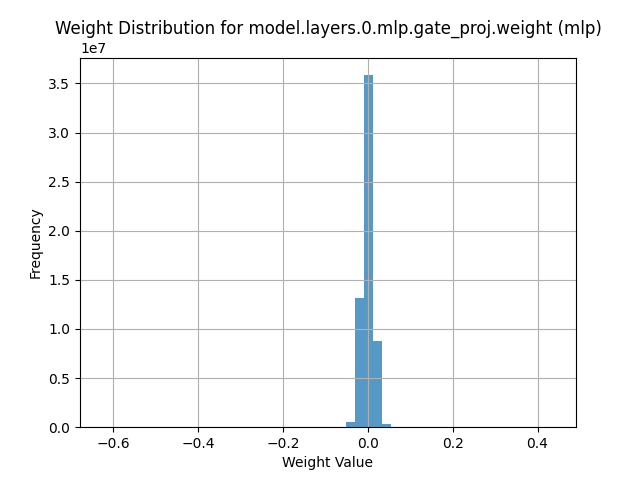 Weight Distribution for model.layers.0.mlp.gate_proj.weight (mlp)
1e7
3.5
3.0
2.5
2.0
1.5
1.0
0.5
0.0
Frequency
−0.6 −0.4 −0.2 0.0 0.2 0.4
Weight Value